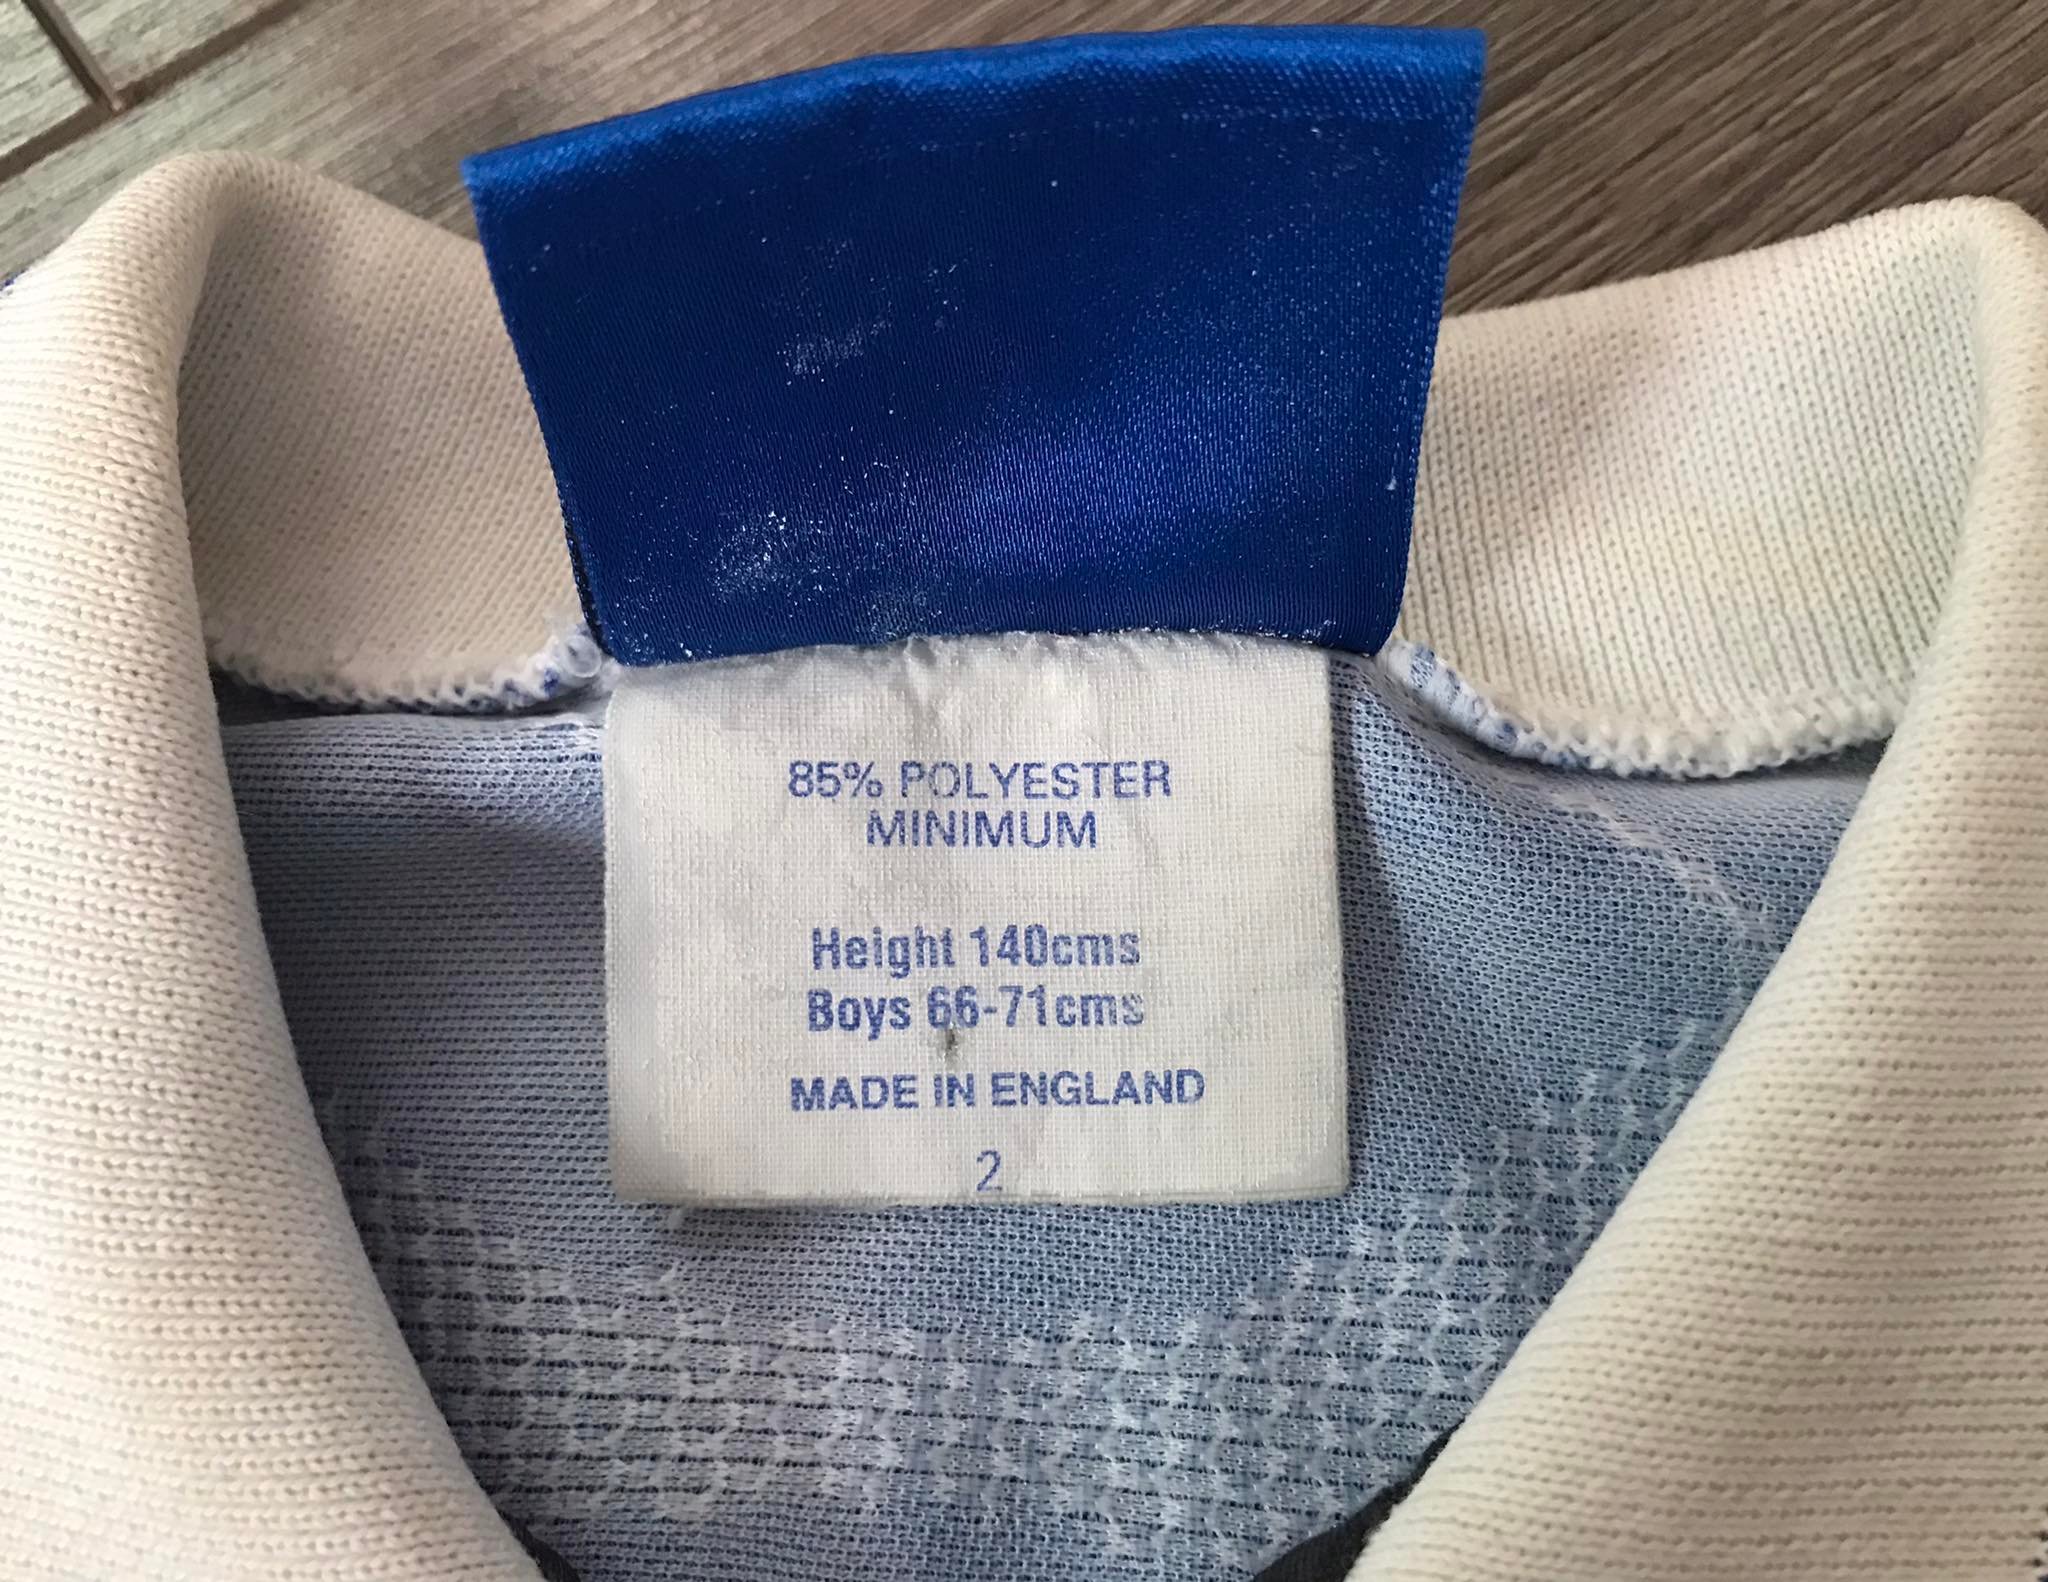 85% POLYESTER
MINIMUM
Height 140cms
Boys 66-71cms
MADE IN ENGLAND
2